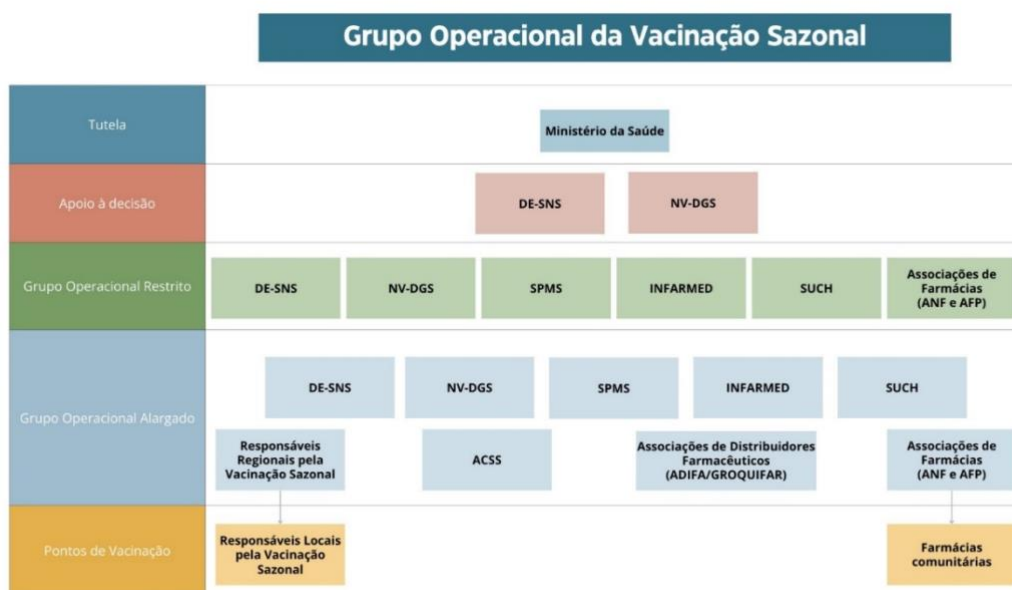 Grupo Operacional da Vacinação Sazonal
Tutela
Ministério da Saúde
Apoio à decisão
DE-SNS
NV-DGS
Grupo Operacional Restrito
DE-SNS
NV-DGS
SPMS
INFARMED
SUCH
Associações de
Farmácias
(ANF e AFP)
Grupo Operacional Alargado
DE-SNS
NV-DGS
SPMS
INFARMED
SUCH
Responsáveis
Regionais pela
Vacinação Sazonal
ACSS
Associações de Distribuidores
Farmacêuticos
(ADIFA/GROQUIFAR)
Associações de
Farmácias
(ANF e AFP)
Pontos de Vacinação
Responsáveis Locais
pela Vacinação
Sazonal
Farmácias
comunitárias